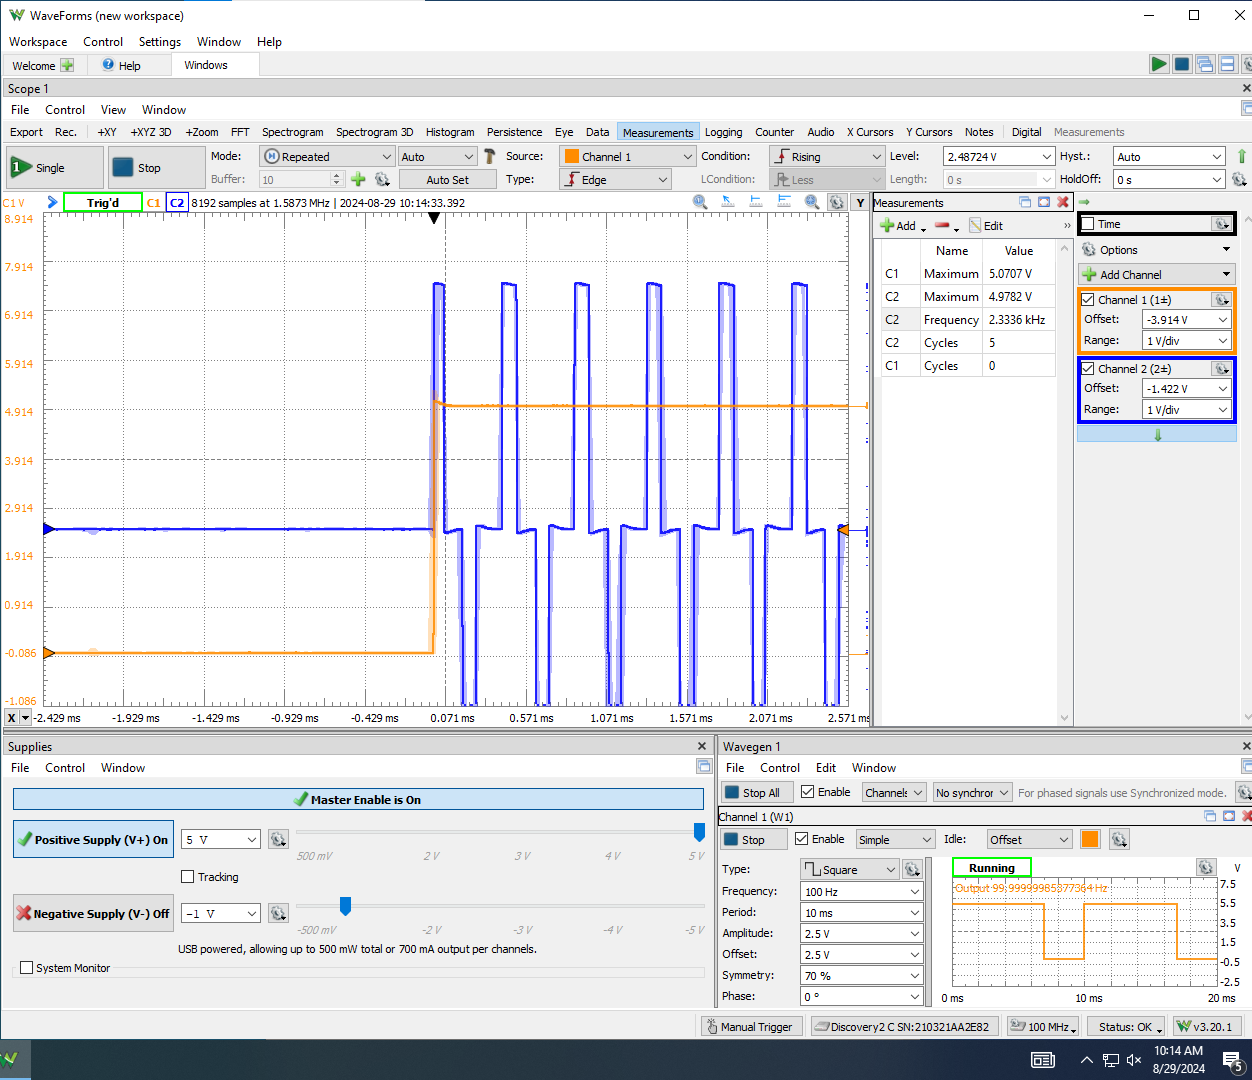 WaveForms (new workspace)
Workspace Control Settings Window Help
Welcome Help Windows
Scope 1
File Control View Window
Export Rec. +XY +XYZ 3D +Zoom FFT Spectrogram Spectrogram 3D Histogram Persistence Eye Data Measurements Logging Counter Audio X Cursors Y Cursors Notes Digital Measurements
1 Single Stop Mode: Repeated Auto Source: Channel 1 Condition: Rising Level: 2.48724 V Hyst.: Auto
Buffer: 10 Auto Set Type: Edge LCondition: Less Length: 0 s HoldOff: 0 s
C1 V Trig'd C1 C2 8192 samples at 1.5873 MHz | 2024-08-29 10:14:33.392 Y
8.914
7.914
6.914
5.914
4.914
3.914
2.914
1.914
0.914
-0.086
-1.086
X -2.429 ms -1.929 ms -1.429 ms -0.929 ms -0.429 ms 0.071 ms 0.571 ms 1.071 ms 1.571 ms 2.071 ms 2.571 ms
Measurements
Add Edit »
Name Value
C1 Maximum 5.0707 V
C2 Maximum 4.9782 V
C2 Frequency 2.3336 kHz
C2 Cycles 5
C1 Cycles 0
Time
Options
Add Channel
Channel 1 (1±)
Offset: -3.914 V
Range: 1 V/div
Channel 2 (2±)
Offset: -1.422 V
Range: 1 V/div
Supplies
File Control Window
Master Enable is On
Positive Supply (V+) On 5 V
500 mV 2 V 3 V 4 V 5 V
Tracking
Negative Supply (V-) Off -1 V
-500 mV -2 V -3 V -4 V -5 V
USB powered, allowing up to 500 mW total or 700 mA output per channels.
System Monitor
Wavegen 1
File Control Edit Window
Stop All Enable Channels No synchror For phased signals use Synchronized mode.
Channel 1 (W1)
Stop Enable Simple Idle: Offset
Type: Square
Frequency: 100 Hz
Period: 10 ms
Amplitude: 2.5 V
Offset: 2.5 V
Symmetry: 70 %
Phase: 0 °
Running V
Output 99.99999985377364 Hz
7.5
5.5
3.5
1.5
-0.5
-2.5
0 ms 10 ms 20 ms
Manual Trigger Discovery2 C SN:210321AA2E82 100 MHz Status: OK v3.20.1
10:14 AM
8/29/2024
5